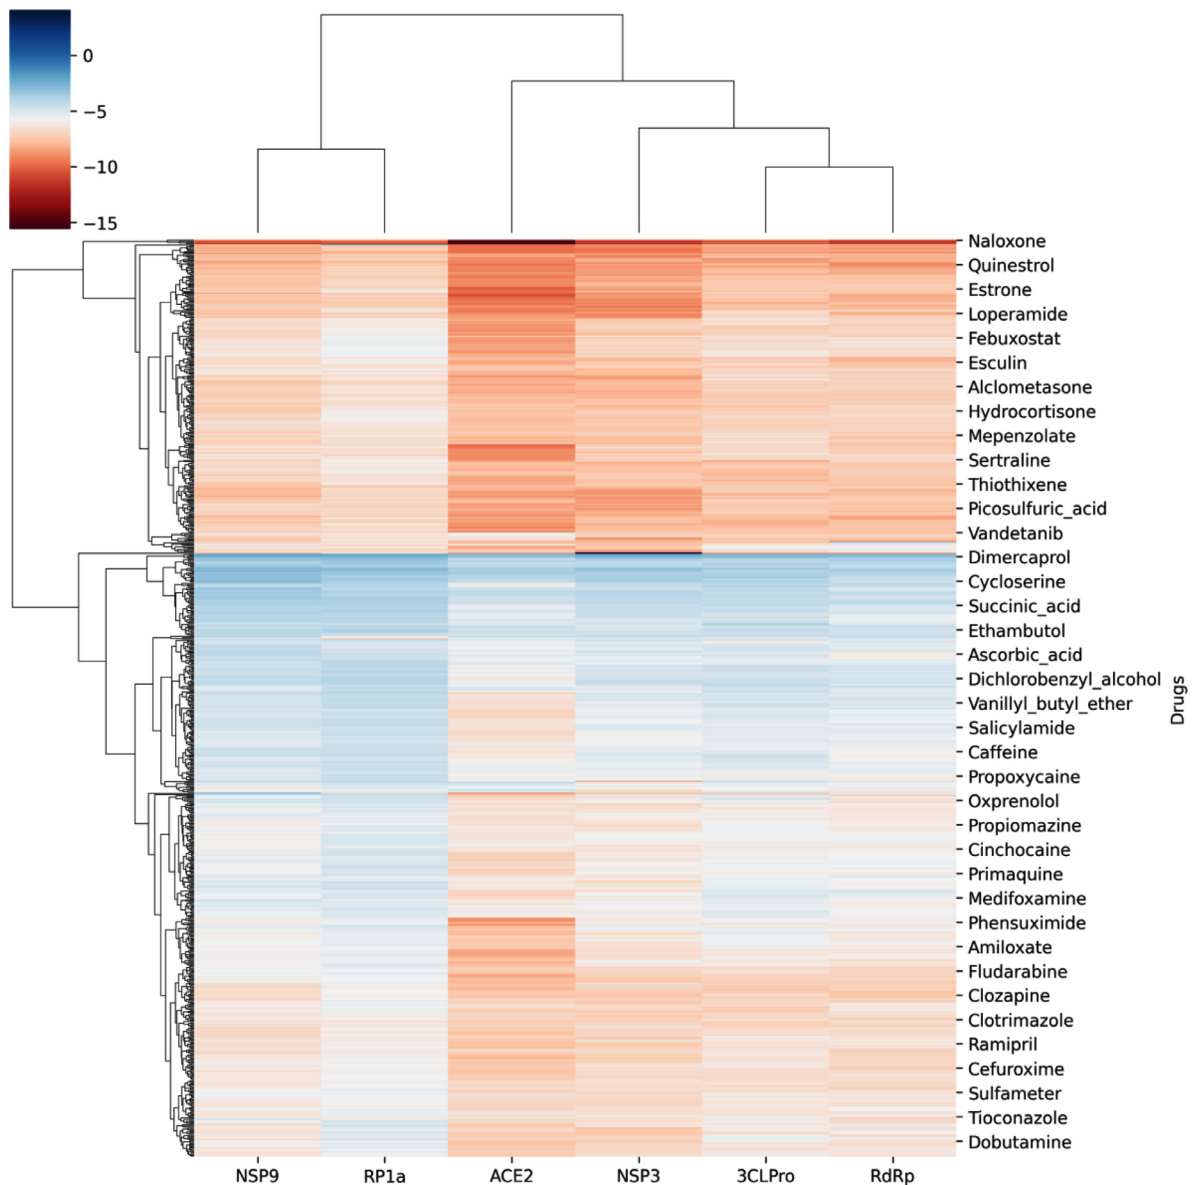 0
−5
−10
−15
Naloxone
Quinestrol
Estrone
Loperamide
Febuxostat
Esculin
Alclometasone
Hydrocortisone
Mepenzolate
Sertraline
Thiothixene
Picosulfuric_acid
Vandetanib
Dimercaprol
Cycloserine
Succinic_acid
Ethambutol
Ascorbic_acid
Dichlorobenzyl_alcohol
Vanillyl_butyl_ether
Salicylamide
Caffeine
Propoxycaine
Oxprenolol
Propiomazine
Cinchocaine
Primaquine
Medifoxamine
Phensuximide
Amiloxate
Fludarabine
Clozapine
Clotrimazole
Ramipril
Cefuroxime
Sulfameter
Tioconazole
Dobutamine
Drugs
NSP9 RP1a ACE2 NSP3 3CLPro RdRp